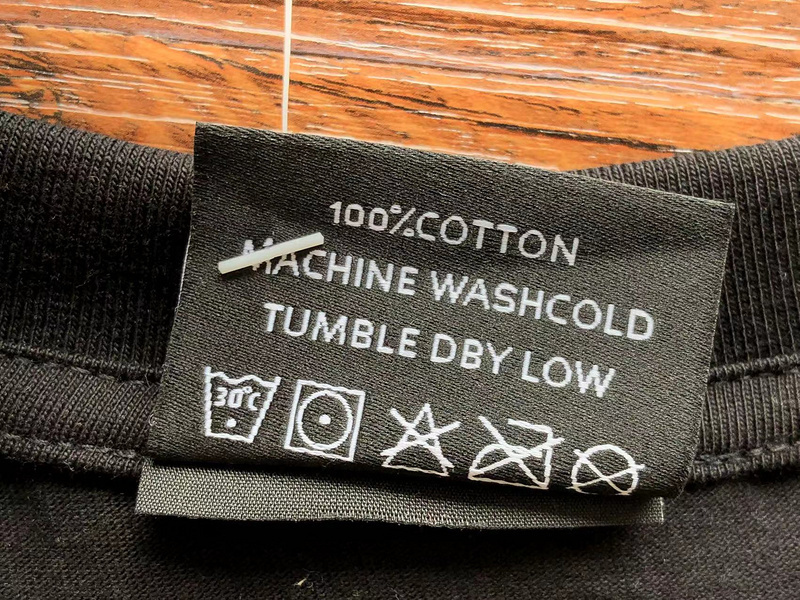 100%COTTON
MACHINE WASHCOLD
TUMBLE DBY LOW
30°C